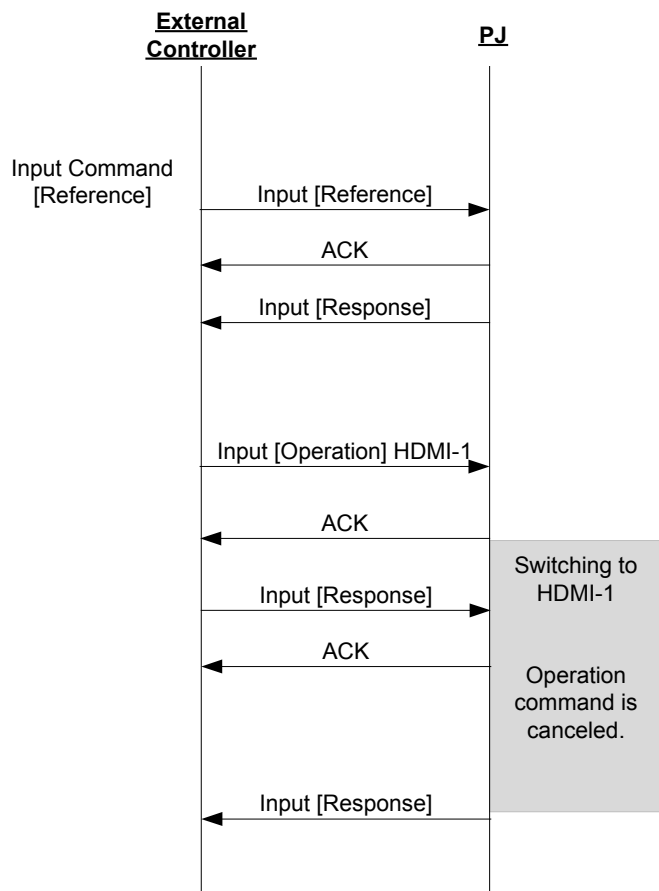 External
Controller
PJ
Input Command
[Reference]
Input [Reference]
ACK
Input [Response]
Input [Operation] HDMI-1
ACK
Switching to
HDMI-1
Input [Response]
ACK
Operation
command is
canceled.
Input [Response]